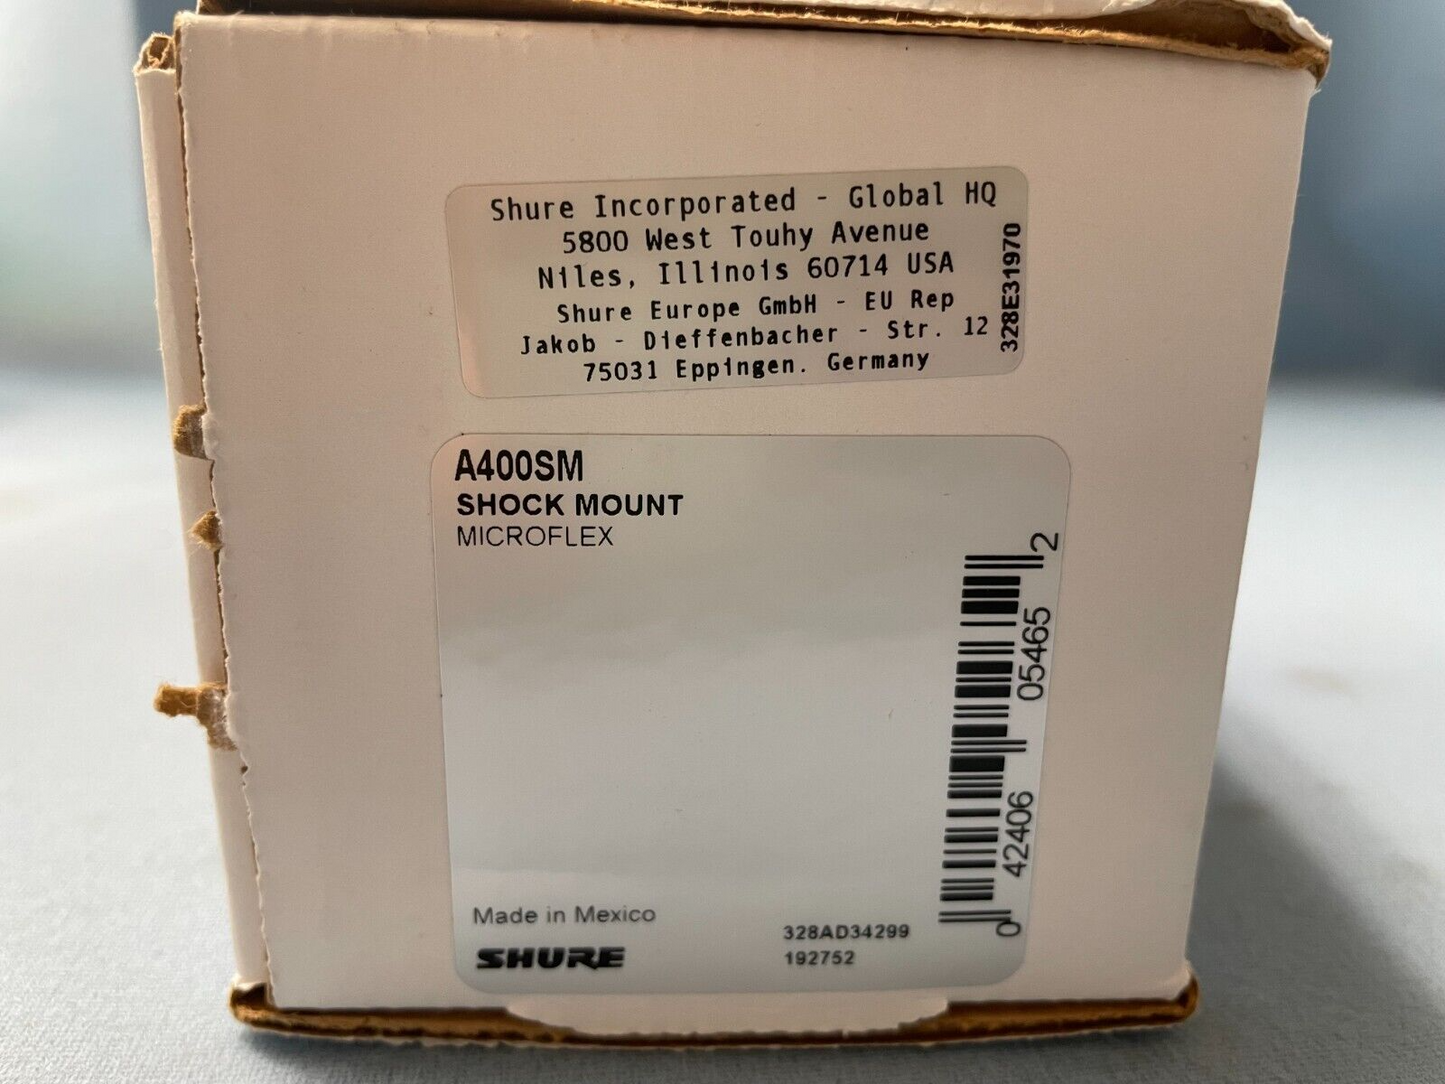 Shure Incorporated - Global HQ
5800 West Touhy Avenue
Niles, Illinois 60714 USA
Shure Europe GmbH - EU Rep
Jakob - Dieffenbacher - Str. 12
75031 Eppingen. Germany
328E31970
A400SM
SHOCK MOUNT
MICROFLEX
0 42406 05465 2
Made in Mexico
SHURE
328AD34299
192752